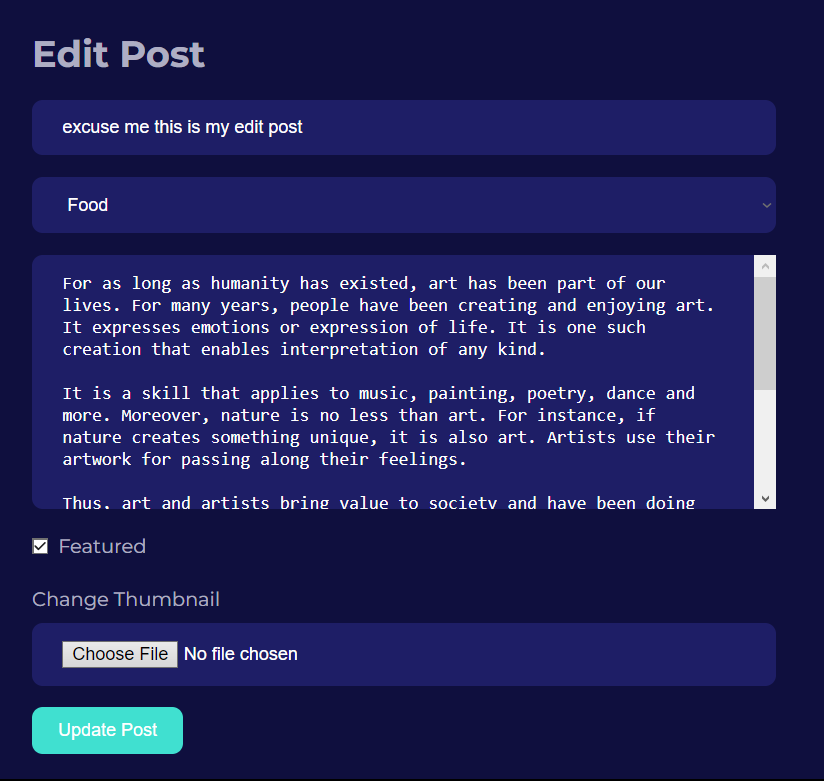 Edit Post
excuse me this is my edit post
Food
For as long as humanity has existed, art has been part of our
lives. For many years, people have been creating and enjoying art.
It expresses emotions or expression of life. It is one such
creation that enables interpretation of any kind.
It is a skill that applies to music, painting, poetry, dance and
more. Moreover, nature is no less than art. For instance, if
nature creates something unique, it is also art. Artists use their
artwork for passing along their feelings.
Thus, art and artists bring value to society and have been doing
Featured
Change Thumbnail
Choose File No file chosen
Update Post